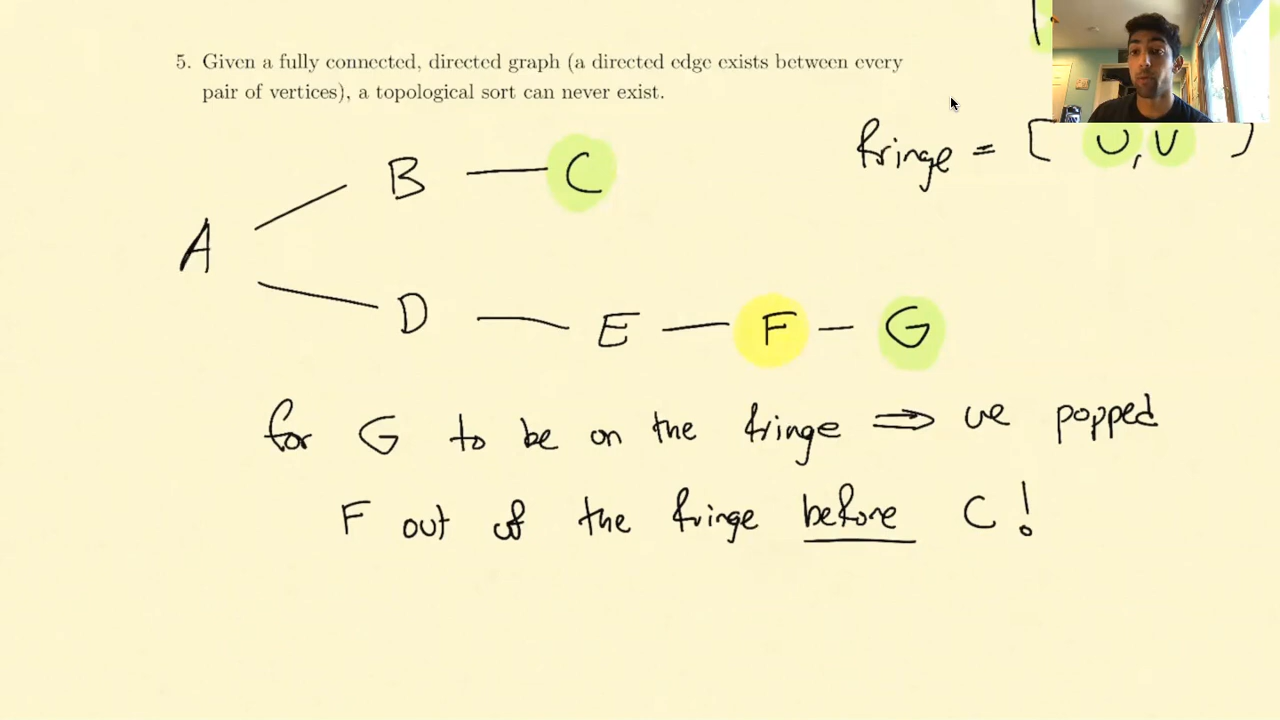 5. Given a fully connected, directed graph (a directed edge exists between every
pair of vertices), a topological sort can never exist.
fringe = [ U, V ]
B — C
A
D — E — F – G
for G to be on the fringe ⇒ we popped
F out of the fringe before C!